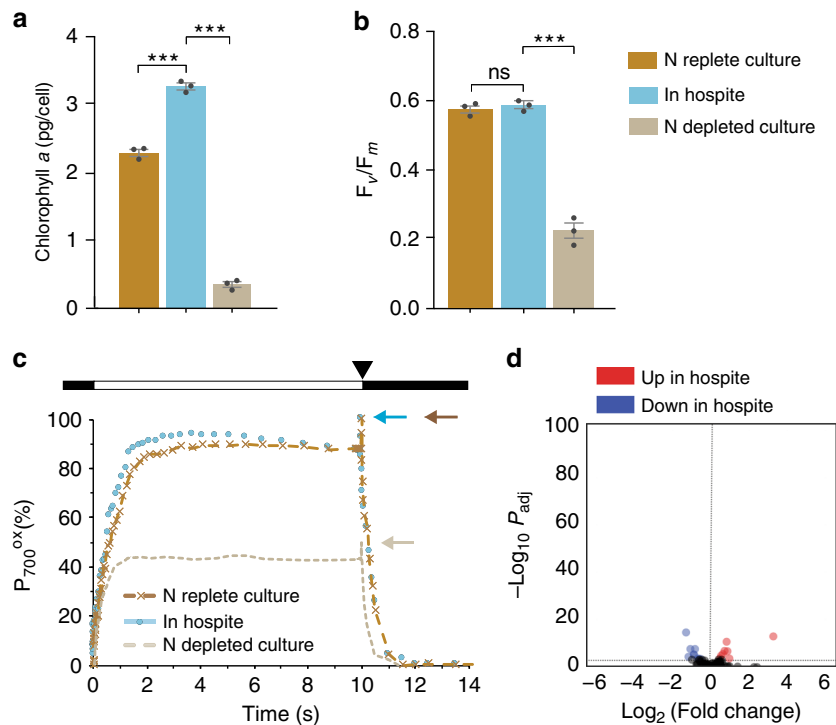 a
4
3
2
1
0
Chlorophyll a (pg/cell)
***
***
b
0.8
0.6
0.4
0.2
0.0
Fv/Fm
ns
***
N replete culture
In hospite
N depleted culture
c
100
80
60
40
20
0
P700ox(%)
N replete culture
In hospite
N depleted culture
0 2 4 6 8 10 12 14
Time (s)
d
Up in hospite
Down in hospite
100
80
60
40
20
0
−Log10 Padj
−6 −4 −2 0 2 4 6
Log2 (Fold change)